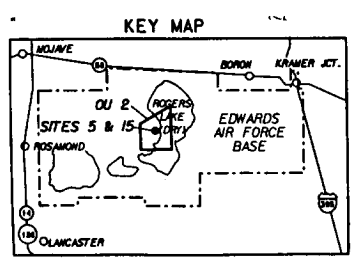 KEY MAP
MOJAVE
58
BORON
KRAMER JCT.
OU 2
ROGERS
LAKE
(DRY)
SITES 5 & 15
EDWARDS
AIR FORCE
BASE
ROSAMOND
395
14
138
LANCASTER